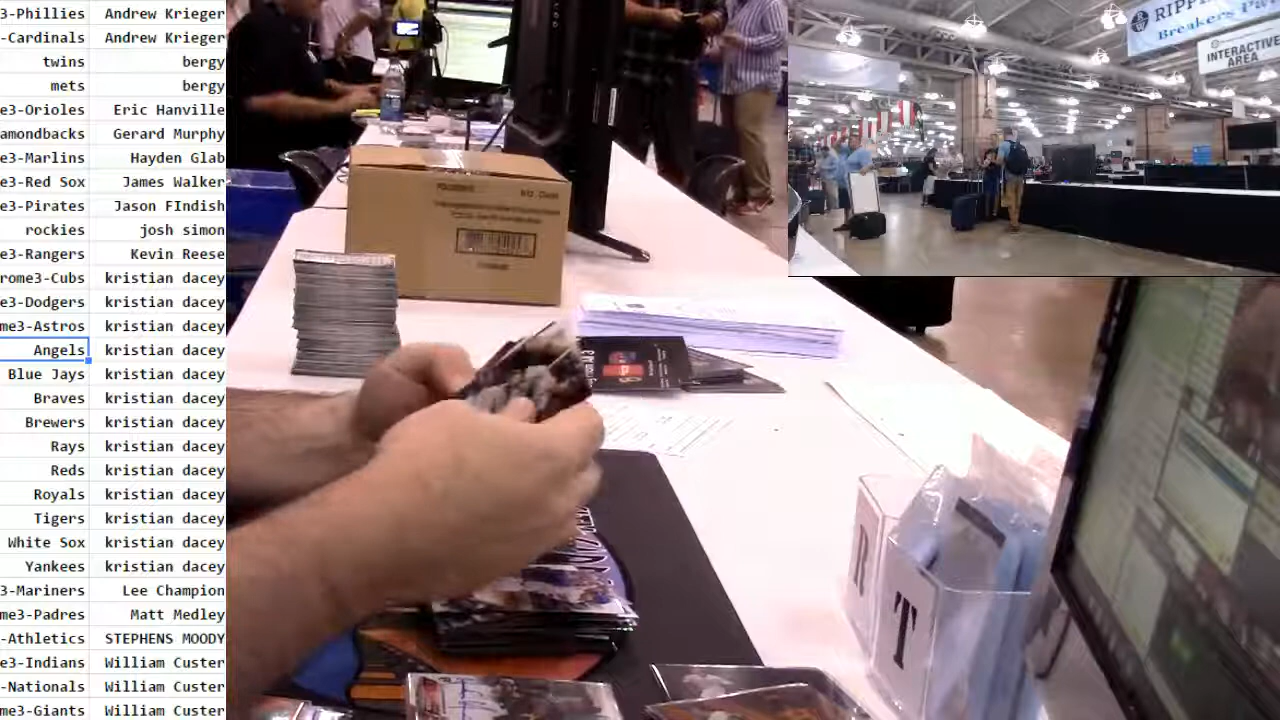 3-Phillies Andrew Krieger
-Cardinals Andrew Krieger
twins bergy
mets bergy
e3-Orioles Eric Hanville
amondbacks Gerard Murphy
e3-Marlins Hayden Glab
e3-Red Sox James Walker
e3-Pirates Jason FIndish
rockies josh simon
e3-Rangers Kevin Reese
rome3-Cubs kristian dacey
e3-Dodgers kristian dacey
me3-Astros kristian dacey
Angels kristian dacey
Blue Jays kristian dacey
Braves kristian dacey
Brewers kristian dacey
Rays kristian dacey
Reds kristian dacey
Royals kristian dacey
Tigers kristian dacey
White Sox kristian dacey
Yankees kristian dacey
3-Mariners Lee Champion
me3-Padres Matt Medley
-Athletics STEPHENS MOODY
e3-Indians William Custer
-Nationals William Custer
me3-Giants William Custer
RIPP
Breakers
INTERACTIVE
AREA
R
T